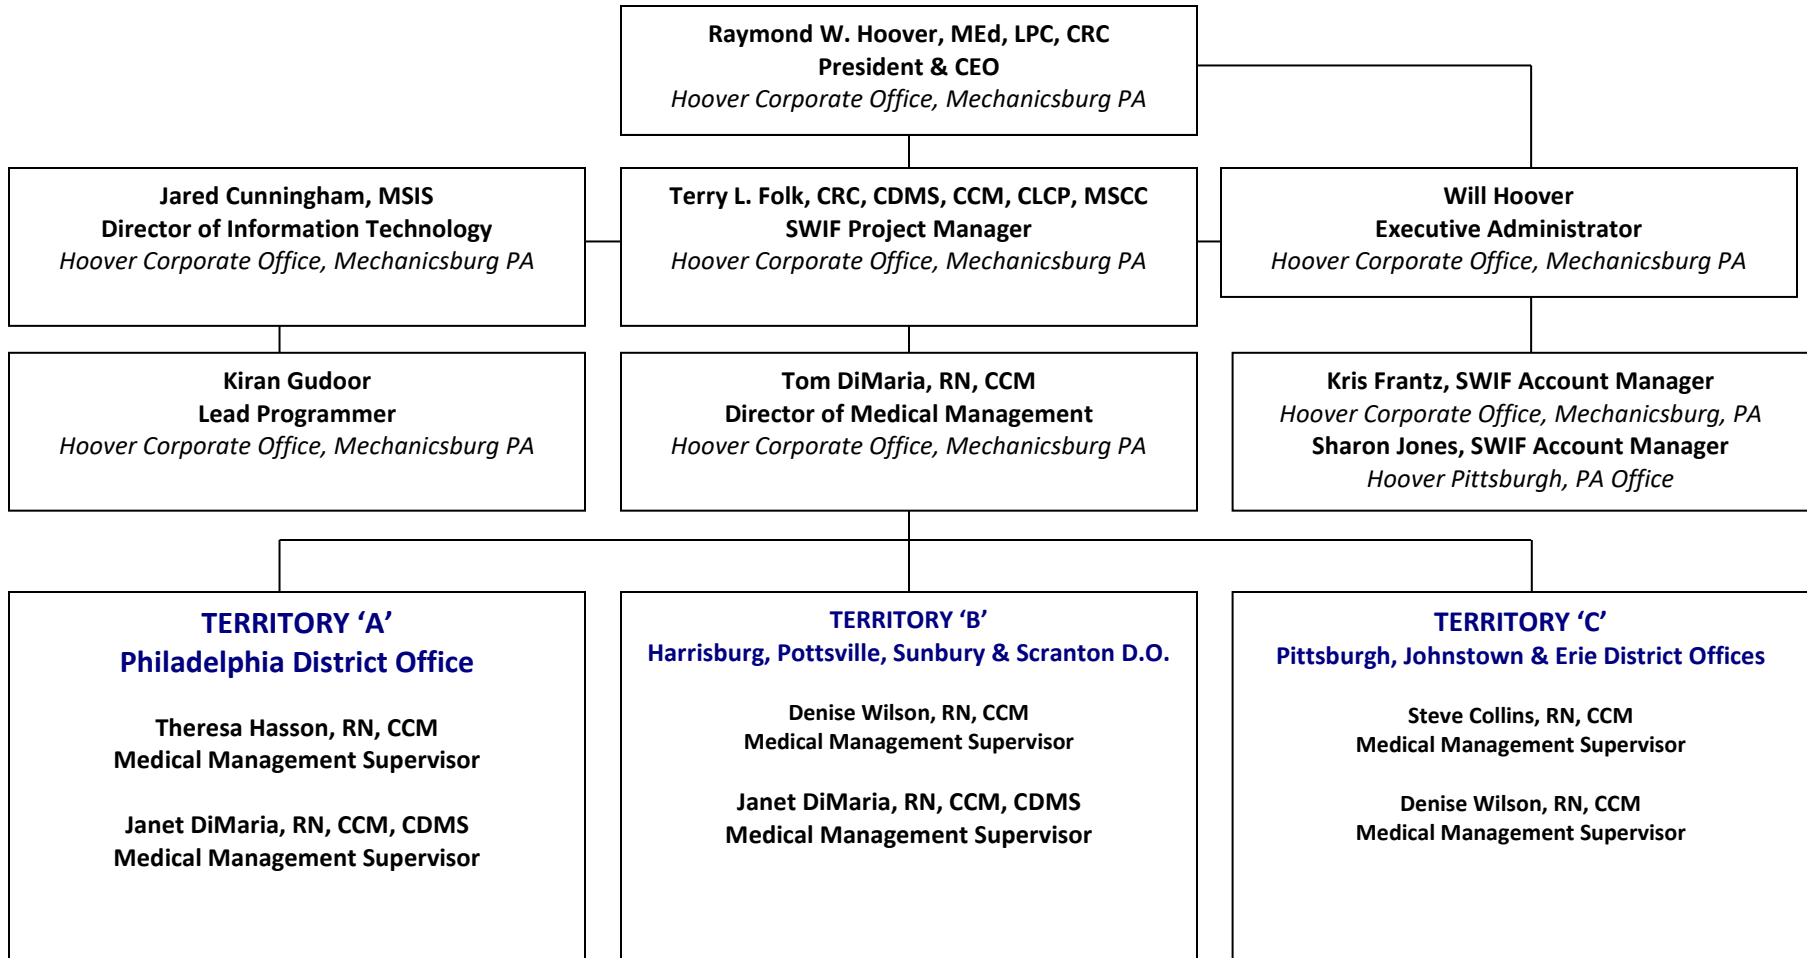 Raymond W. Hoover, MEd, LPC, CRC
President & CEO
Hoover Corporate Office, Mechanicsburg PA
Jared Cunningham, MSIS
Director of Information Technology
Hoover Corporate Office, Mechanicsburg PA
Terry L. Folk, CRC, CDMS, CCM, CLCP, MSCC
SWIF Project Manager
Hoover Corporate Office, Mechanicsburg PA
Will Hoover
Executive Administrator
Hoover Corporate Office, Mechanicsburg PA
Kiran Gudoor
Lead Programmer
Hoover Corporate Office, Mechanicsburg PA
Tom DiMaria, RN, CCM
Director of Medical Management
Hoover Corporate Office, Mechanicsburg PA
Kris Frantz, SWIF Account Manager
Hoover Corporate Office, Mechanicsburg, PA
Sharon Jones, SWIF Account Manager
Hoover Pittsburgh, PA Office
TERRITORY ‘A’
Philadelphia District Office
Theresa Hasson, RN, CCM
Medical Management Supervisor
Janet DiMaria, RN, CCM, CDMS
Medical Management Supervisor
TERRITORY ‘B’
Harrisburg, Pottsville, Sunbury & Scranton D.O.
Denise Wilson, RN, CCM
Medical Management Supervisor
Janet DiMaria, RN, CCM, CDMS
Medical Management Supervisor
TERRITORY ‘C’
Pittsburgh, Johnstown & Erie District Offices
Steve Collins, RN, CCM
Medical Management Supervisor
Denise Wilson, RN, CCM
Medical Management Supervisor